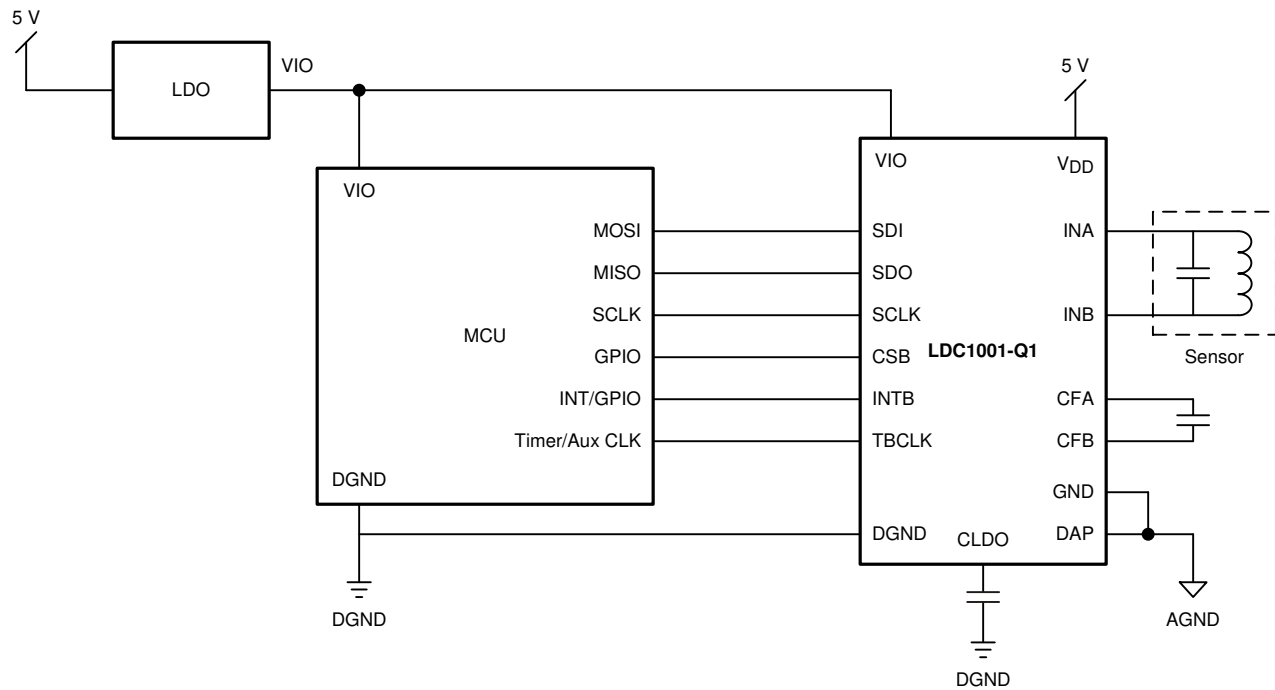 5 V
LDO
VIO
5 V
VIO
MOSI
MISO
SCLK
GPIO
INT/GPIO
Timer/Aux CLK
MCU
DGND
DGND
VIO
VDD
SDI
INA
SDO
SCLK
INB
CSB
LDC1001-Q1
Sensor
INTB
CFA
TBCLK
CFB
GND
DGND
CLDO
DAP
AGND
DGND